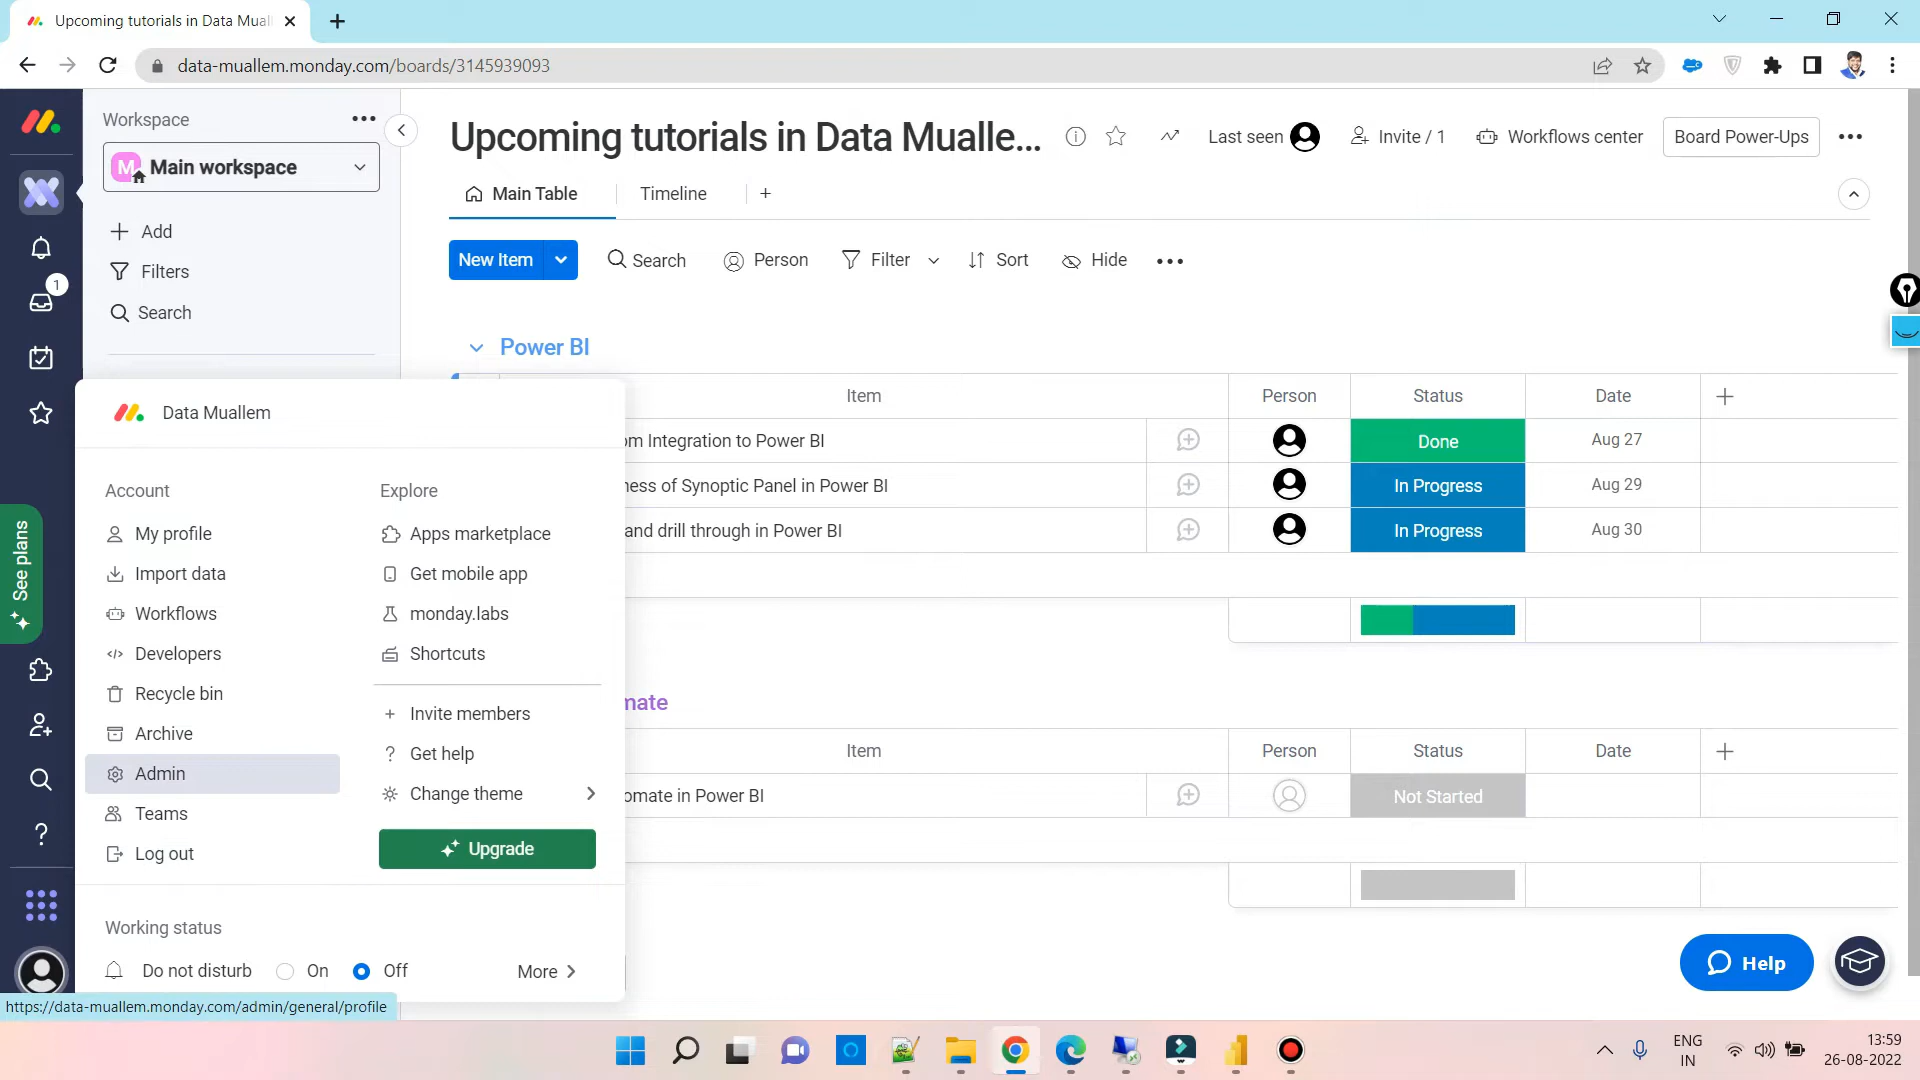 Upcoming tutorials in Data Mual
data-muallem.monday.com/boards/3145939093
Workspace
M
Main workspace
Add
Filters
Search
1
See plans
Upcoming tutorials in Data Mualle...
Last seen
Invite / 1
Workflows center
Board Power-Ups
Main Table
Timeline
New Item
Search
Person
Filter
Sort
Hide
Power BI
Item
Person
Status
Date
om Integration to Power BI
Done
Aug 27
ness of Synoptic Panel in Power BI
In Progress
Aug 29
and drill through in Power BI
In Progress
Aug 30
mate
Item
Person
Status
Date
omate in Power BI
Not Started
Data Muallem
Account
My profile
Import data
Workflows
Developers
Recycle bin
Archive
Admin
Teams
Log out
Explore
Apps marketplace
Get mobile app
monday.labs
Shortcuts
Invite members
Get help
Change theme
Upgrade
Working status
Do not disturb
On
Off
More
Help
https://data-muallem.monday.com/admin/general/profile
ENG
IN
13:59
26-08-2022